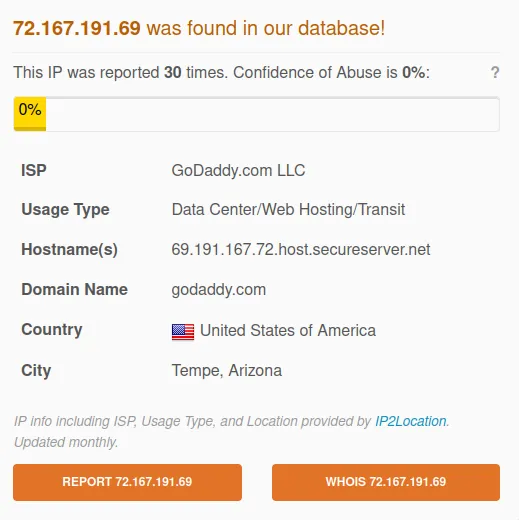 72.167.191.69 was found in our database!
This IP was reported 30 times. Confidence of Abuse is 0%: ?
0%
ISP GoDaddy.com LLC
Usage Type Data Center/Web Hosting/Transit
Hostname(s) 69.191.167.72.host.secureserver.net
Domain Name godaddy.com
Country United States of America
City Tempe, Arizona
IP info including ISP, Usage Type, and Location provided by IP2Location.
Updated monthly.
REPORT 72.167.191.69 WHOIS 72.167.191.69